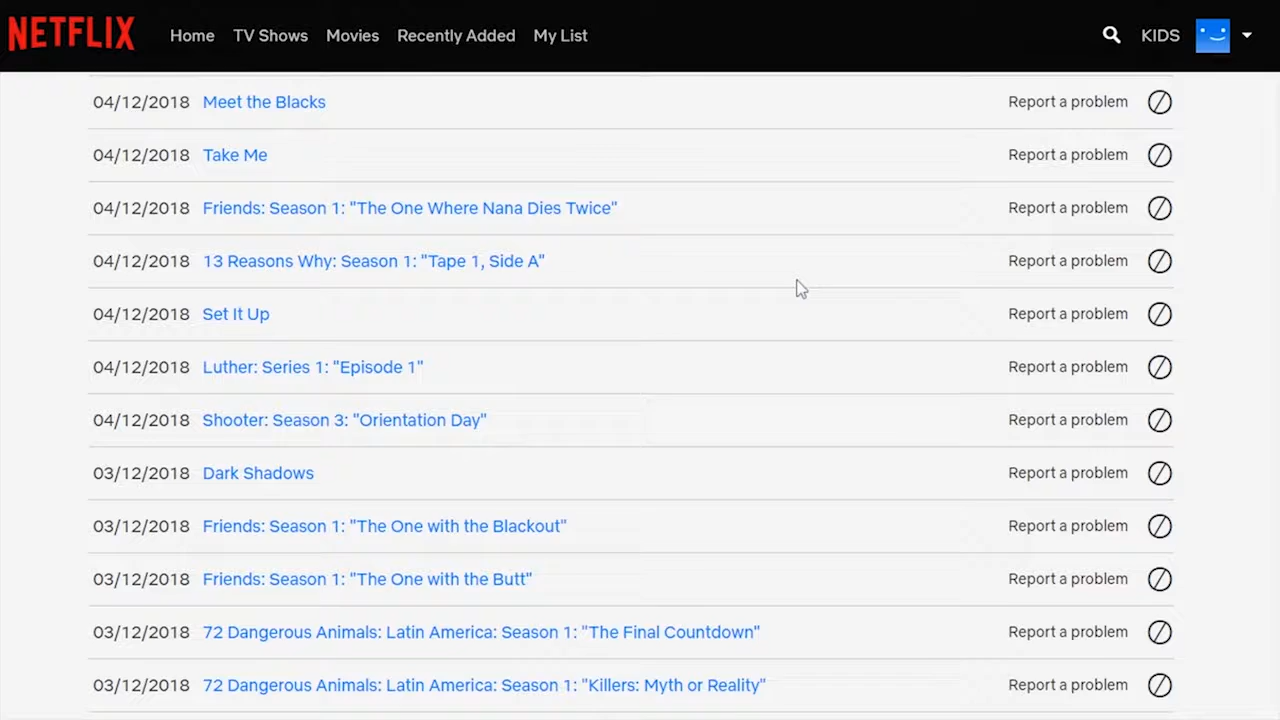 NETFLIX Home TV Shows Movies Recently Added My List KIDS
04/12/2018 Meet the Blacks Report a problem
04/12/2018 Take Me Report a problem
04/12/2018 Friends: Season 1: "The One Where Nana Dies Twice" Report a problem
04/12/2018 13 Reasons Why: Season 1: "Tape 1, Side A" Report a problem
04/12/2018 Set It Up Report a problem
04/12/2018 Luther: Series 1: "Episode 1" Report a problem
04/12/2018 Shooter: Season 3: "Orientation Day" Report a problem
03/12/2018 Dark Shadows Report a problem
03/12/2018 Friends: Season 1: "The One with the Blackout" Report a problem
03/12/2018 Friends: Season 1: "The One with the Butt" Report a problem
03/12/2018 72 Dangerous Animals: Latin America: Season 1: "The Final Countdown" Report a problem
03/12/2018 72 Dangerous Animals: Latin America: Season 1: "Killers: Myth or Reality" Report a problem